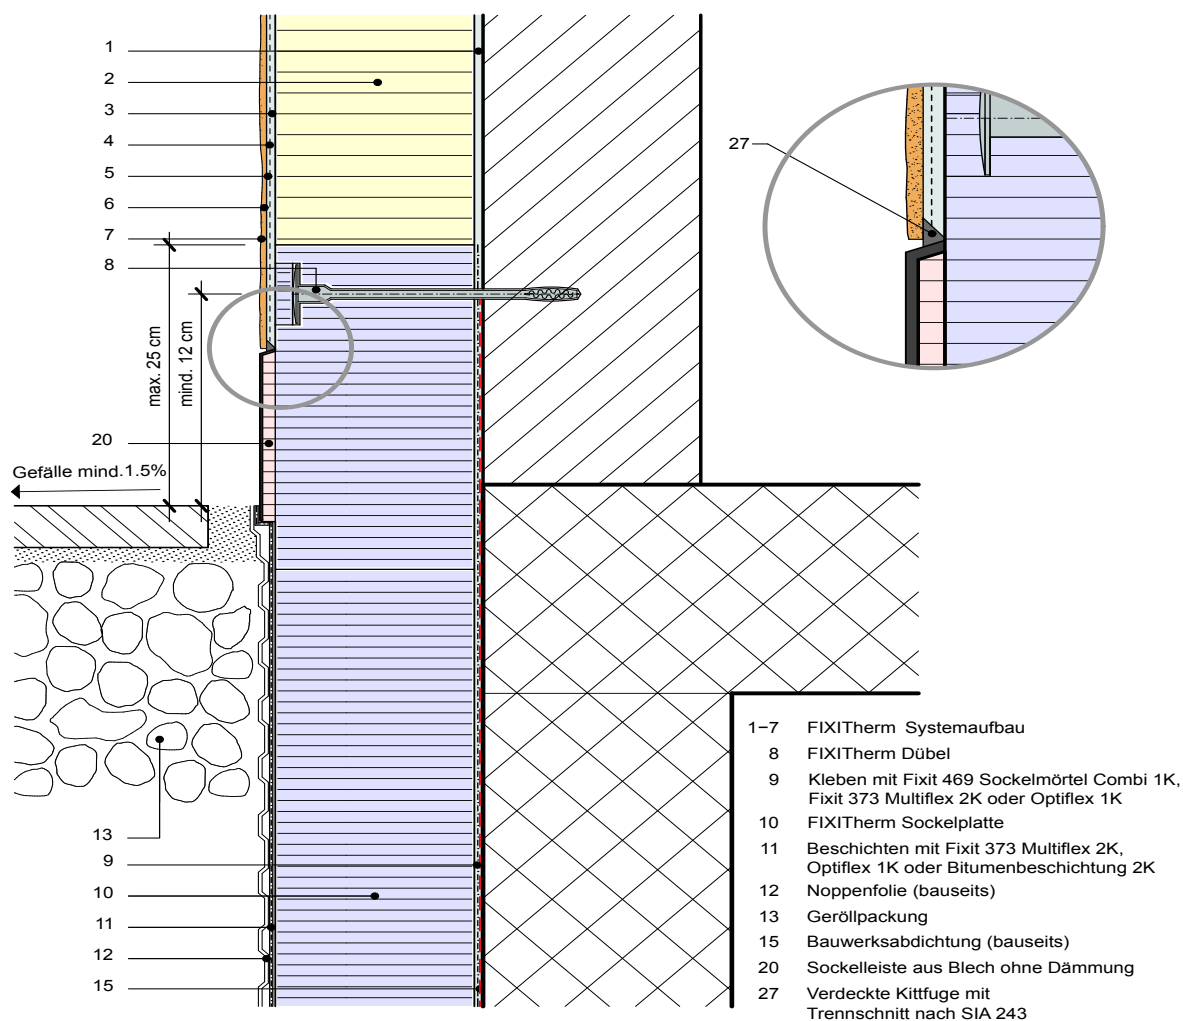 1
2
3
4
5
6
7
8
max. 25 cm
mind. 12 cm
20
Gefälle mind.1.5%
13
9
10
11
12
15
27
1–7 FIXITherm Systemaufbau
8 FIXITherm Dübel
9 Kleben mit Fixit 469 Sockelmörtel Combi 1K,
Fixit 373 Multiflex 2K oder Optiflex 1K
10 FIXITherm Sockelplatte
11 Beschichten mit Fixit 373 Multiflex 2K,
Optiflex 1K oder Bitumenbeschichtung 2K
12 Noppenfolie (bauseits)
13 Geröllpackung
15 Bauwerksabdichtung (bauseits)
20 Sockelleiste aus Blech ohne Dämmung
27 Verdeckte Kittfuge mit
Trennschnitt nach SIA 243